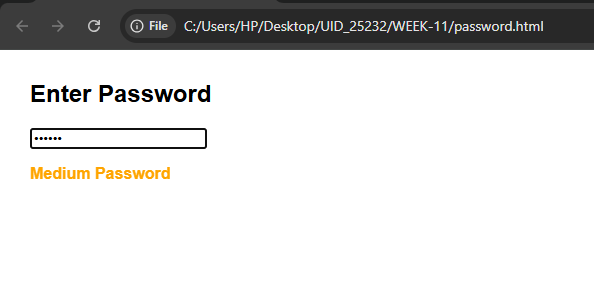 File C:/Users/HP/Desktop/UID_25232/WEEK-11/password.html
Enter Password
••••••
Medium Password